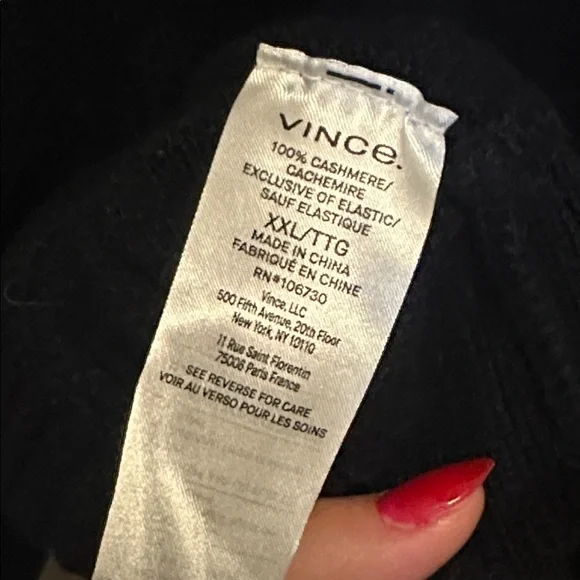 VINCe.
100% CASHMERE/
CACHEMIRE
EXCLUSIVE OF ELASTIC/
SAUF ELASTIQUE
XXL/TTG
MADE IN CHINA
FABRIQUÉ EN CHINE
RN#106730
Vince, LLC
500 Fifth Avenue, 20th Floor
New York, NY 10110
11 Rue Saint Florentin
75008 Paris France
SEE REVERSE FOR CARE
VOIR AU VERSO POUR LES SOINS